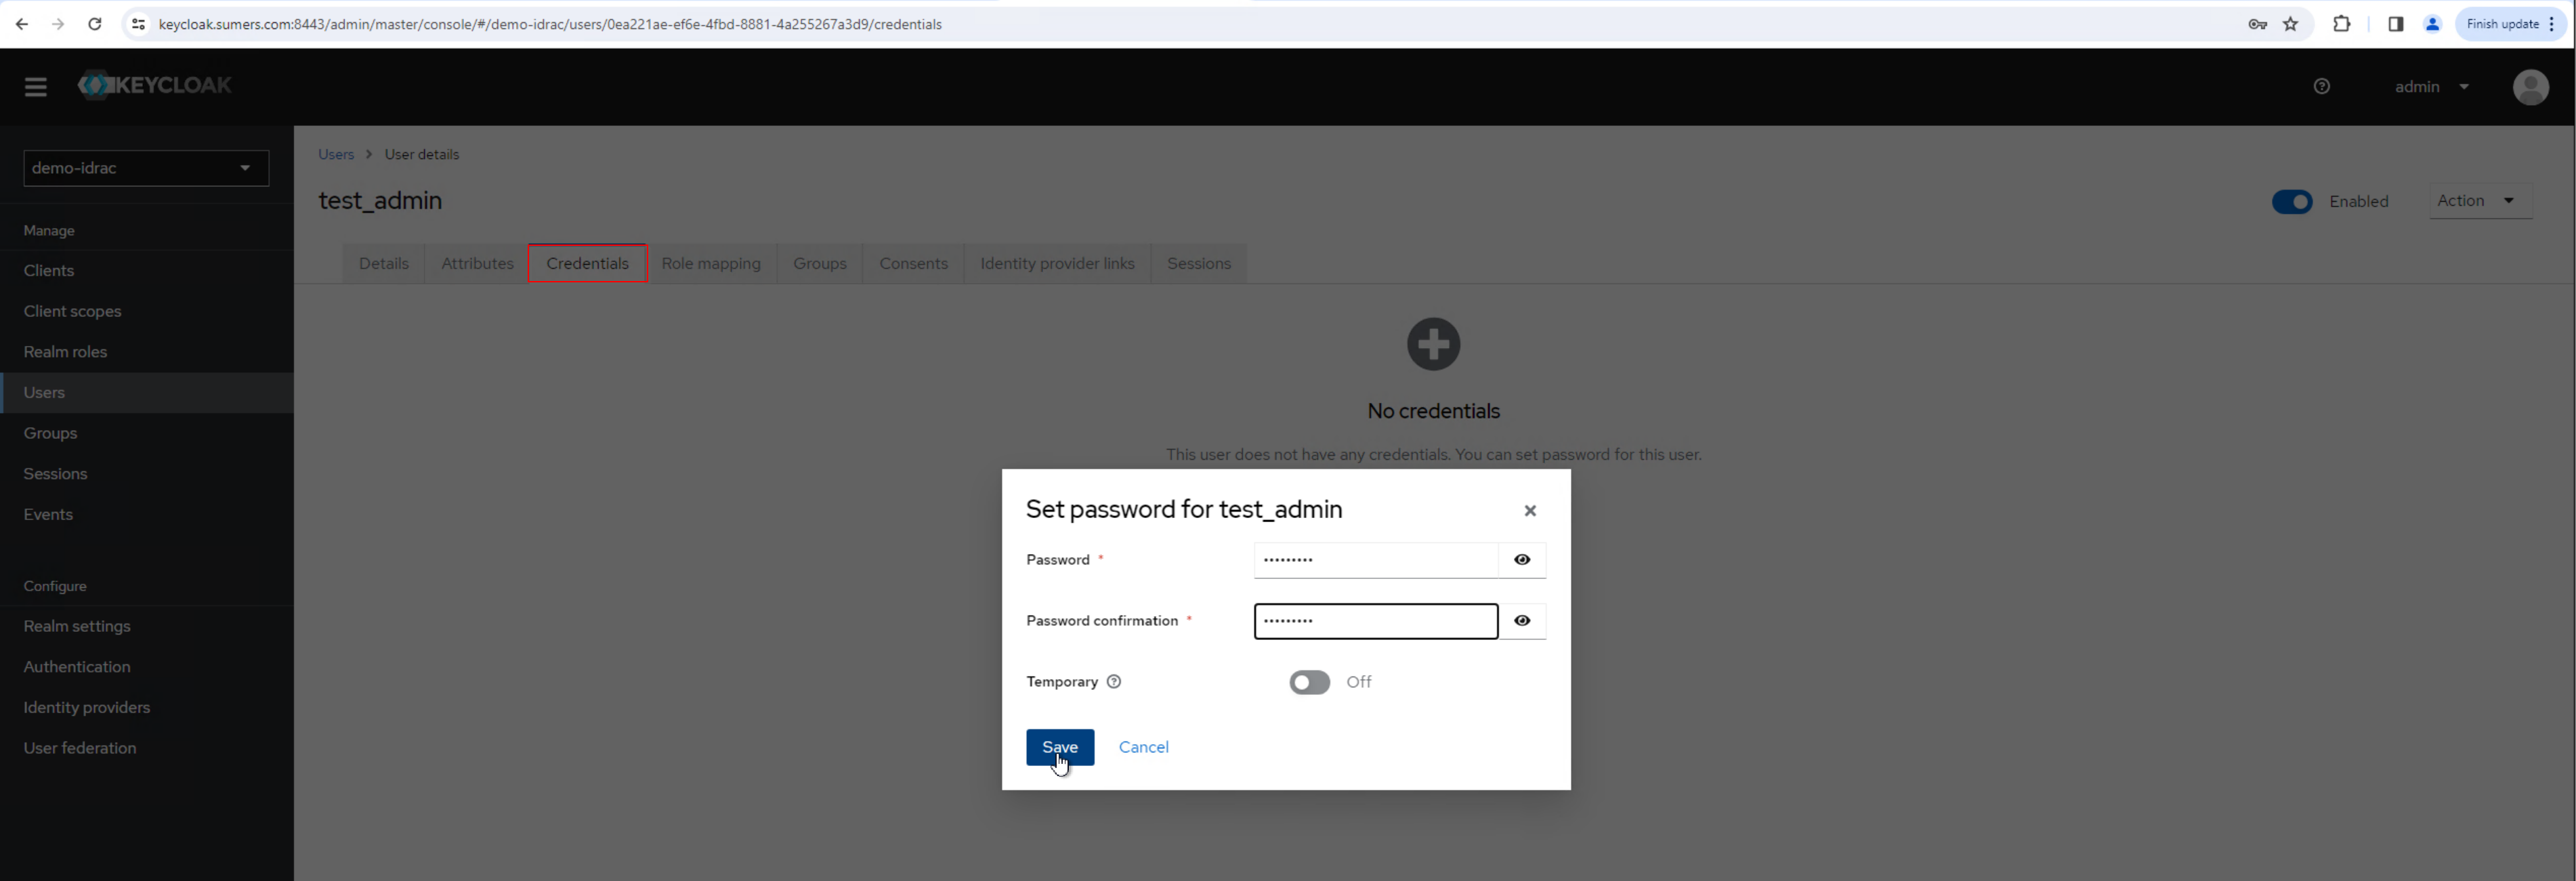 keycloak.sumers.com:8443/admin/master/console/#/demo-idrac/users/0ea221ae-ef6e-4fbd-8881-4a255267a3d9/credentials
Finish update
KEYCLOAK
admin
demo-idrac
Manage
Clients
Client scopes
Realm roles
Users
Groups
Sessions
Events
Configure
Realm settings
Authentication
Identity providers
User federation
Users > User details
test_admin
Enabled
Action
Details Attributes Credentials Role mapping Groups Consents Identity provider links Sessions
No credentials
This user does not have any credentials. You can set password for this user.
Set password for test_admin
Password *
•••••••••
Password confirmation *
•••••••••
Temporary
Off
Save Cancel